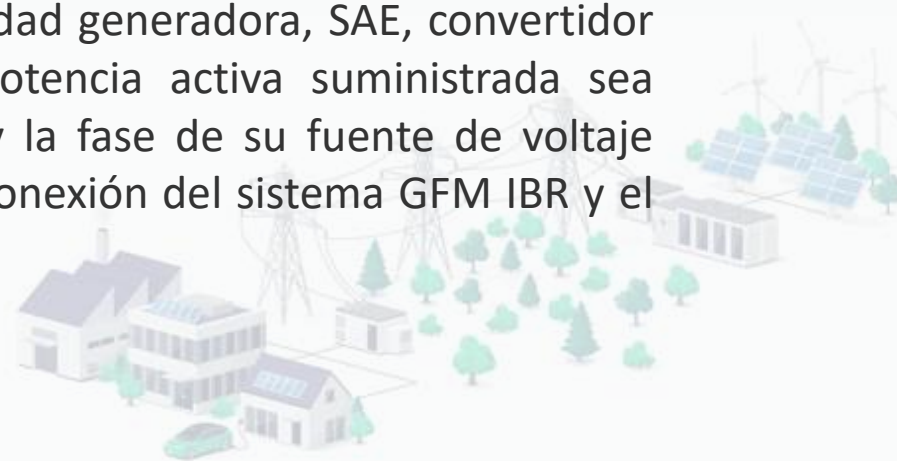 dad generadora, SAE, convertidor
otencia activa suministrada sea
la fase de su fuente de voltaje
onexión del sistema GFM IBR y el